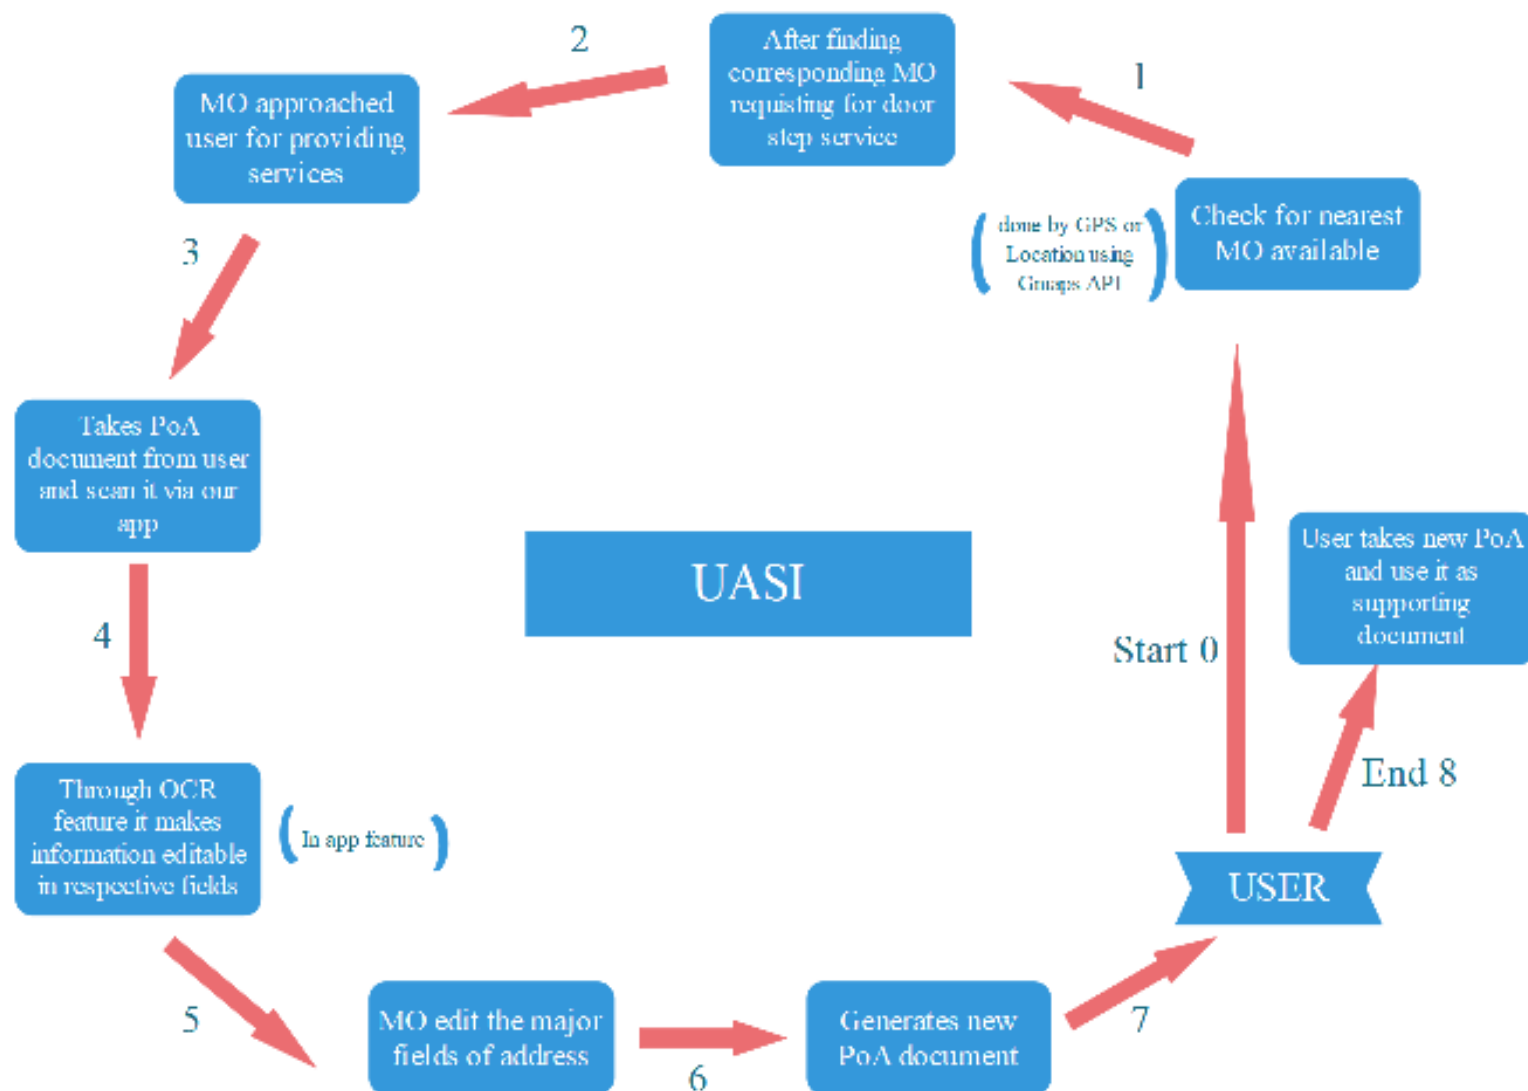 USER
Start 0
Check for nearest
MO available
done by GPS or
Location using
Gmaps API
1
After finding
corresponding MO
requisting for door
step service
2
MO approached
user for providing
services
3
Takes PoA
document from user
and scan it via our
app
4
Through OCR
feature it makes
information editable
in respective fields
In app feature
5
MO edit the major
fields of address
6
Generates new
PoA document
7
End 8
User takes new PoA
and use it as
supporting
document
UASI